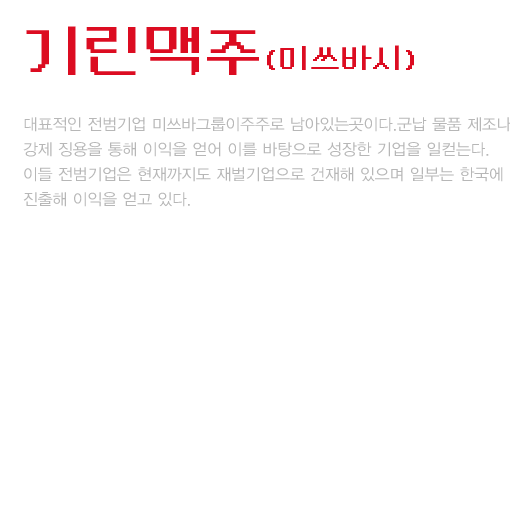 기린맥주(미쓰바시)
대표적인 전범기업 미쓰바그룹이주주로 남아있는곳이다.군납 물품 제조나
강제 징용을 통해 이익을 얻어 이를 바탕으로 성장한 기업을 일컫는다.
이들 전범기업은 현재까지도 재벌기업으로 건재해 있으며 일부는 한국에
진출해 이익을 얻고 있다.